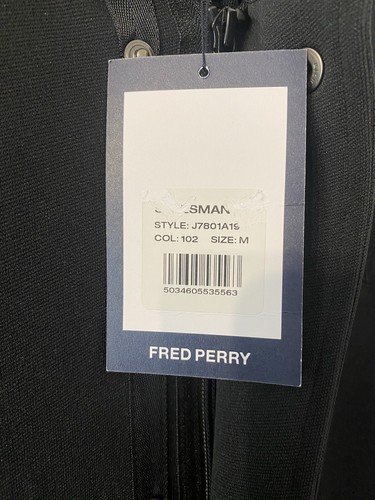 STYLE: J7801A19
COL: 102 SIZE: M
5034605535563
FRED PERRY